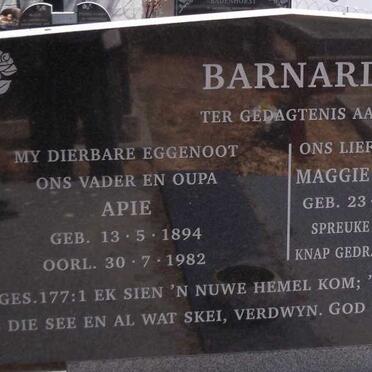 BADENHORST
BARNARD
TER GEDAGTENIS AA
MY DIERBARE EGGENOOT
ONS VADER EN OUPA
APIE
GEB. 13·5·1894
OORL. 30·7·1982
ONS LIEF
MAGGIE
GEB. 23
SPREUKE
KNAP GEDRA
GES.177:1 EK SIEN 'N NUWE HEMEL KOM; '
DIE SEE EN AL WAT SKEI, VERDWYN. GOD